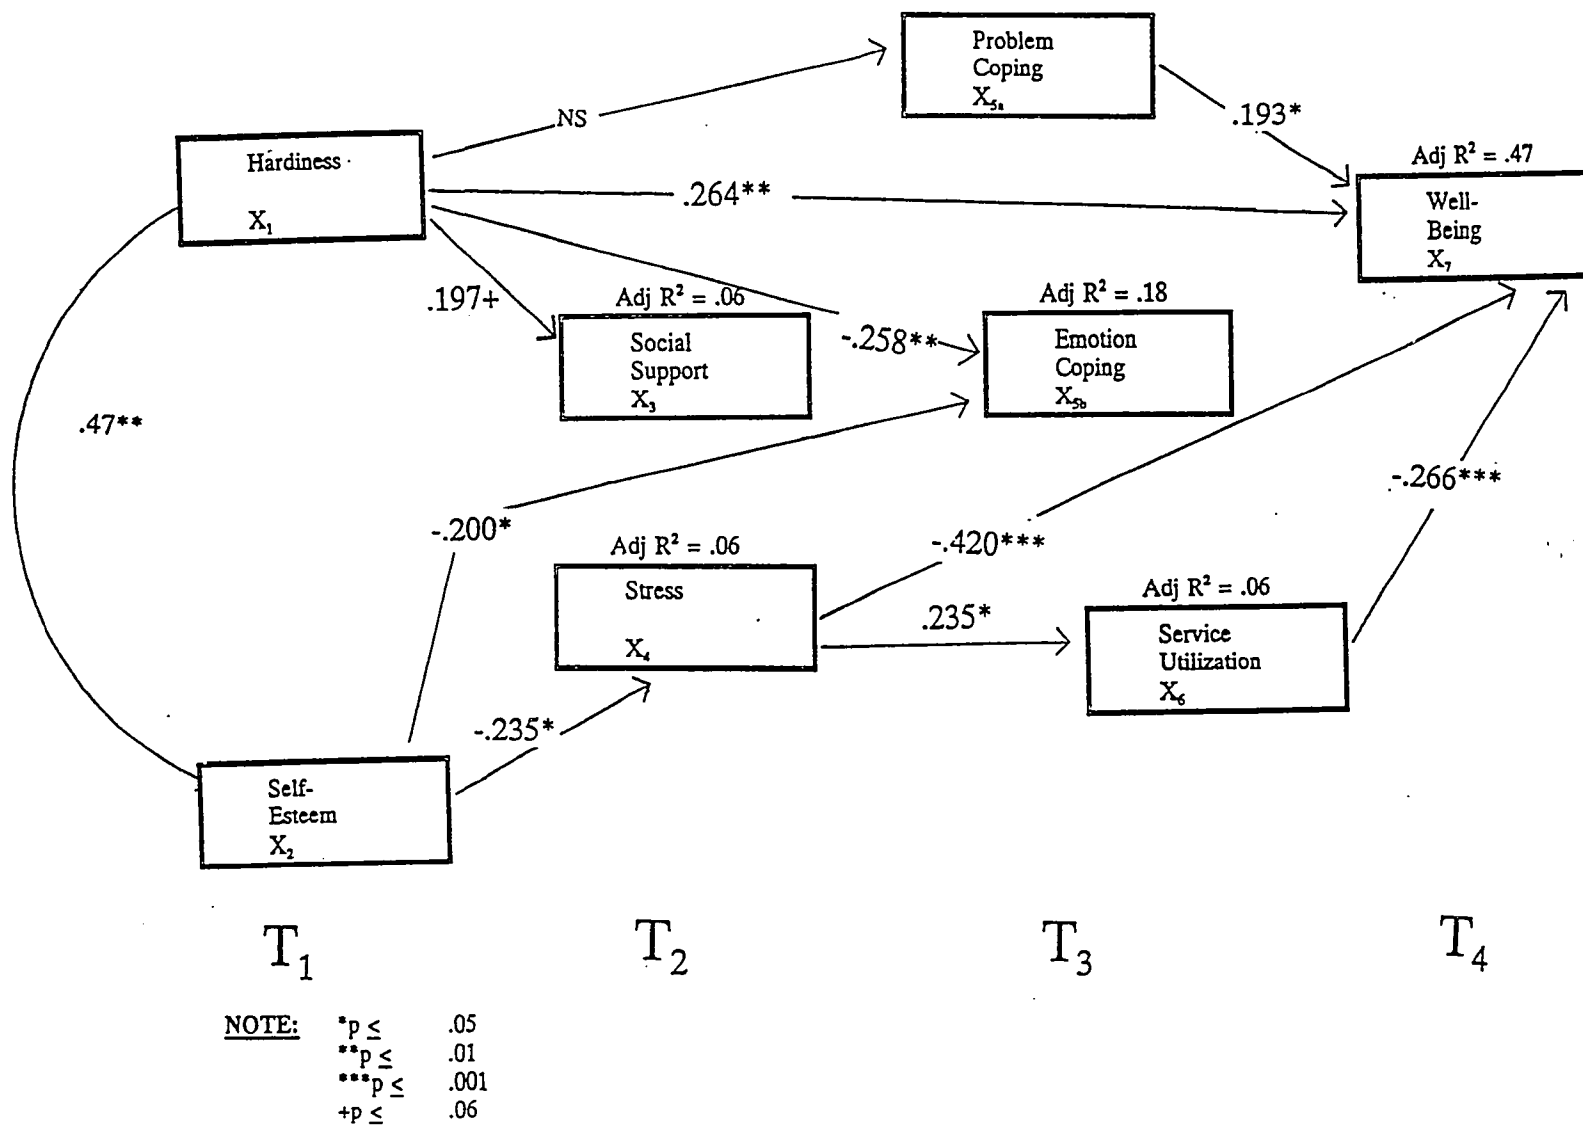 Problem
Coping
X5a
NS
.193*
Hardiness
X1
.264**
Adj R² = .47
Well-
Being
X7
.197+
Adj R² = .06
Social
Support
X3
-.258**
Adj R² = .18
Emotion
Coping
X5b
.47**
-.200*
-.420***
-.266***
Adj R² = .06
Stress
X4
.235*
Adj R² = .06
Service
Utilization
X6
-.235*
Self-
Esteem
X2
T1 T2 T3 T4
NOTE: *p ≤ .05
**p ≤ .01
***p ≤ .001
+p ≤ .06